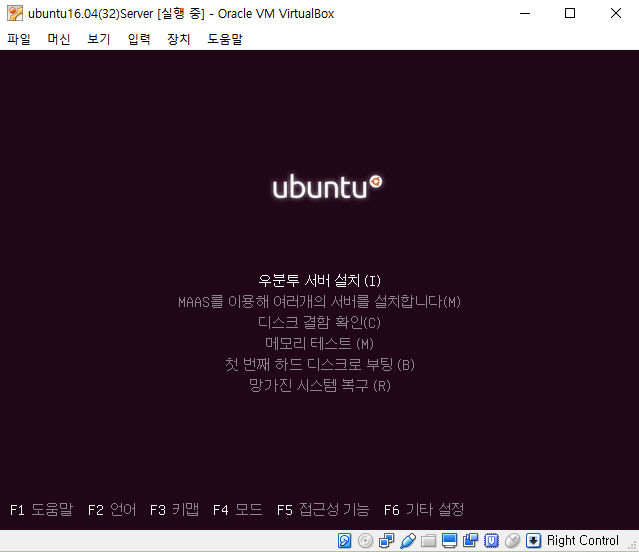 ubuntu16.04(32)Server [실행 중] - Oracle VM VirtualBox
파일 머신 보기 입력 장치 도움말
ubuntu
우분투 서버 설치 (I)
MAAS를 이용해 여러개의 서버를 설치합니다(M)
디스크 결함 확인(C)
메모리 테스트 (M)
첫 번째 하드 디스크로 부팅 (B)
망가진 시스템 복구 (R)
F1 도움말 F2 언어 F3 키맵 F4 모드 F5 접근성 기능 F6 기타 설정
Right Control